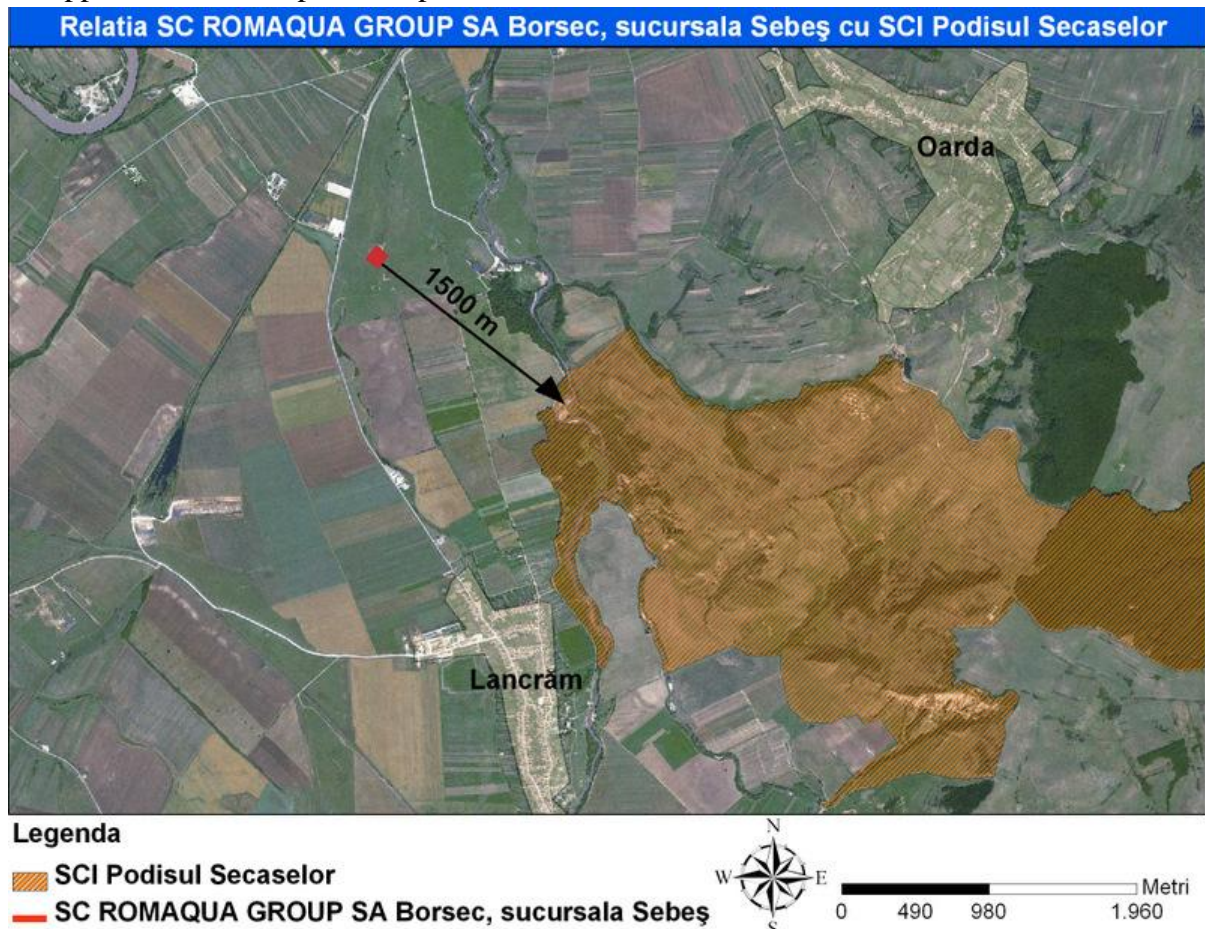 Relatia SC ROMAQUA GROUP SA Borsec, sucursala Sebeş cu SCI Podisul Secaselor
Oarda
1500 m
Lancrăm
Legenda
SCI Podisul Secaselor
SC ROMAQUA GROUP SA Borsec, sucursala Sebeş
N
W E
S
Metri
0 490 980 1.960